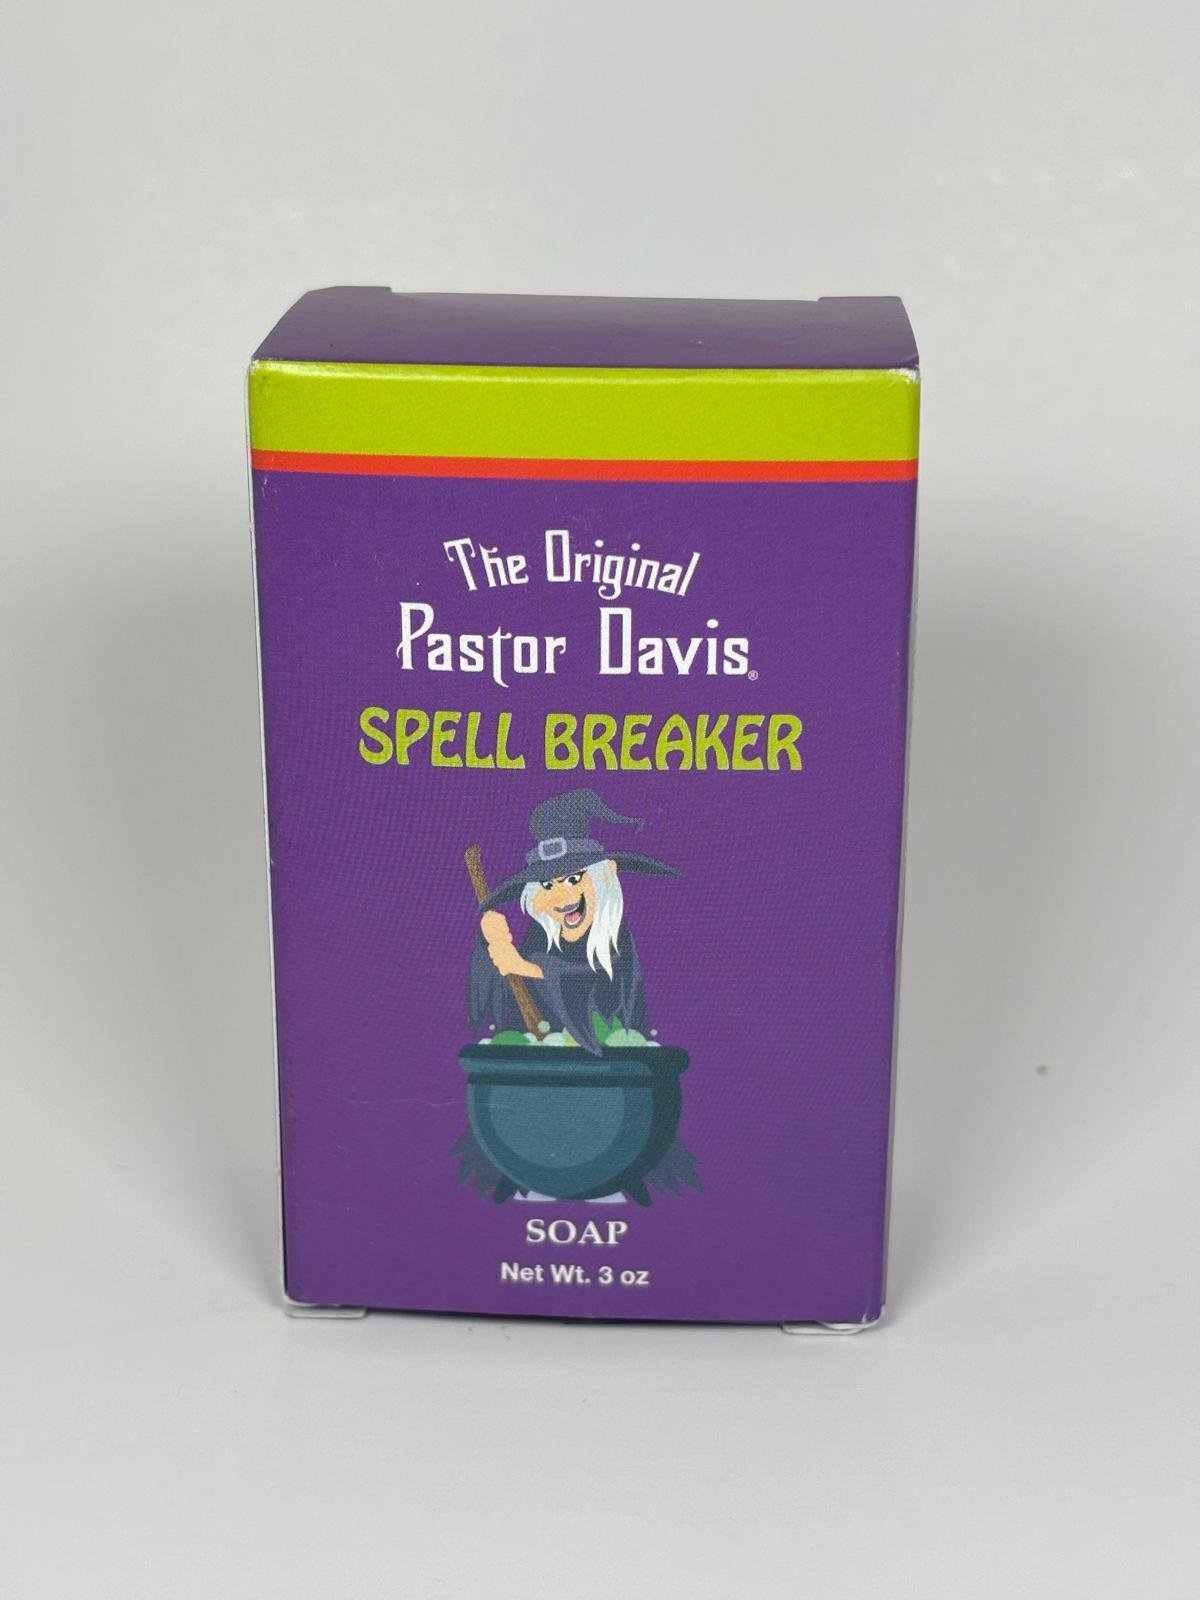 The Original
Pastor Davis®
SPELL BREAKER
SOAP
Net Wt. 3 oz